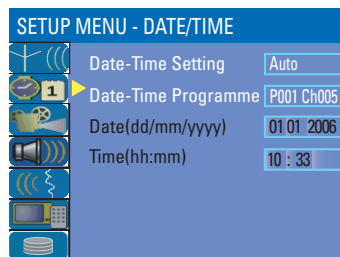 SETUP MENU - DATE/TIME
Date-Time Setting Auto
1 Date-Time Programme P001 Ch005
Date(dd/mm/yyyy) 01 01 2006
Time(hh:mm) 10 : 33